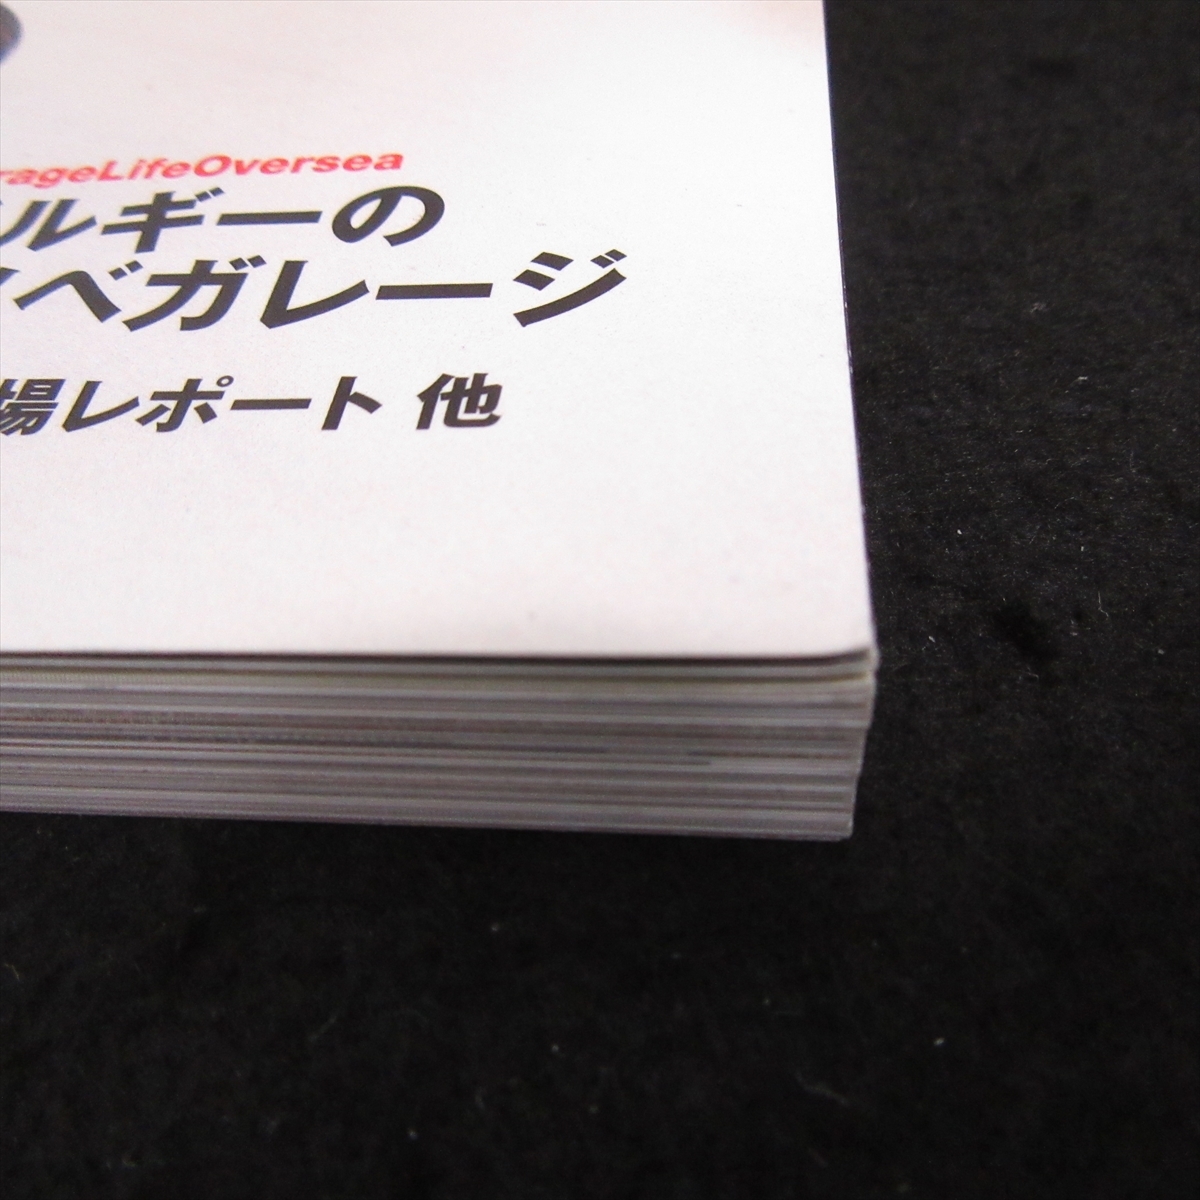 rageLifeOversea
ルギーの
ベガレージ
場レポート 他